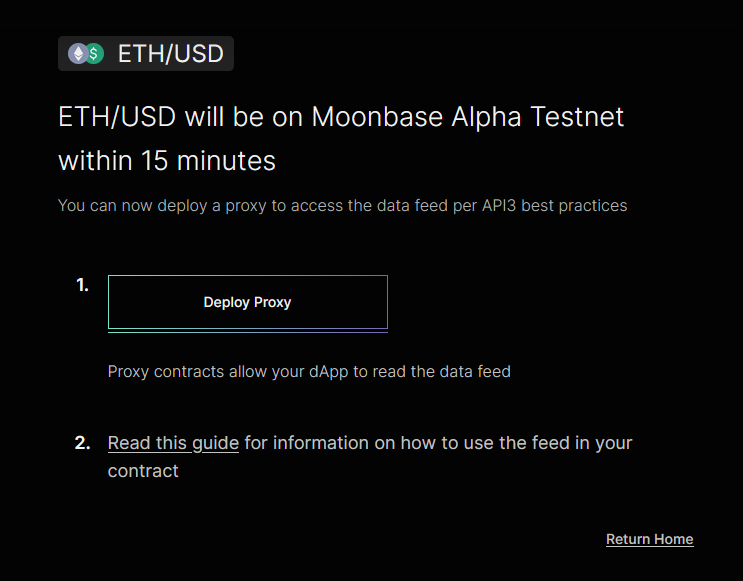 ETH/USD
ETH/USD will be on Moonbase Alpha Testnet
within 15 minutes
You can now deploy a proxy to access the data feed per API3 best practices
1.
Deploy Proxy
Proxy contracts allow your dApp to read the data feed
2. Read this guide for information on how to use the feed in your
contract
Return Home